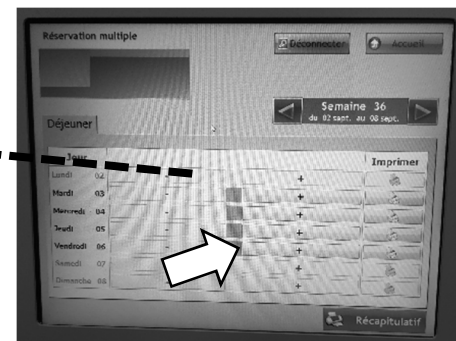 Réservation multiple
Déconnecter
Accueil
Semaine 36
du 02 sept. au 08 sept.
Déjeuner
Jour
Imprimer
Lundi 02 - +
Mardi 03 - +
Mercredi 04 - +
Jeudi 05 - +
Vendredi 06 - +
Samedi 07 - +
Dimanche 08 - +
Récapitulatif